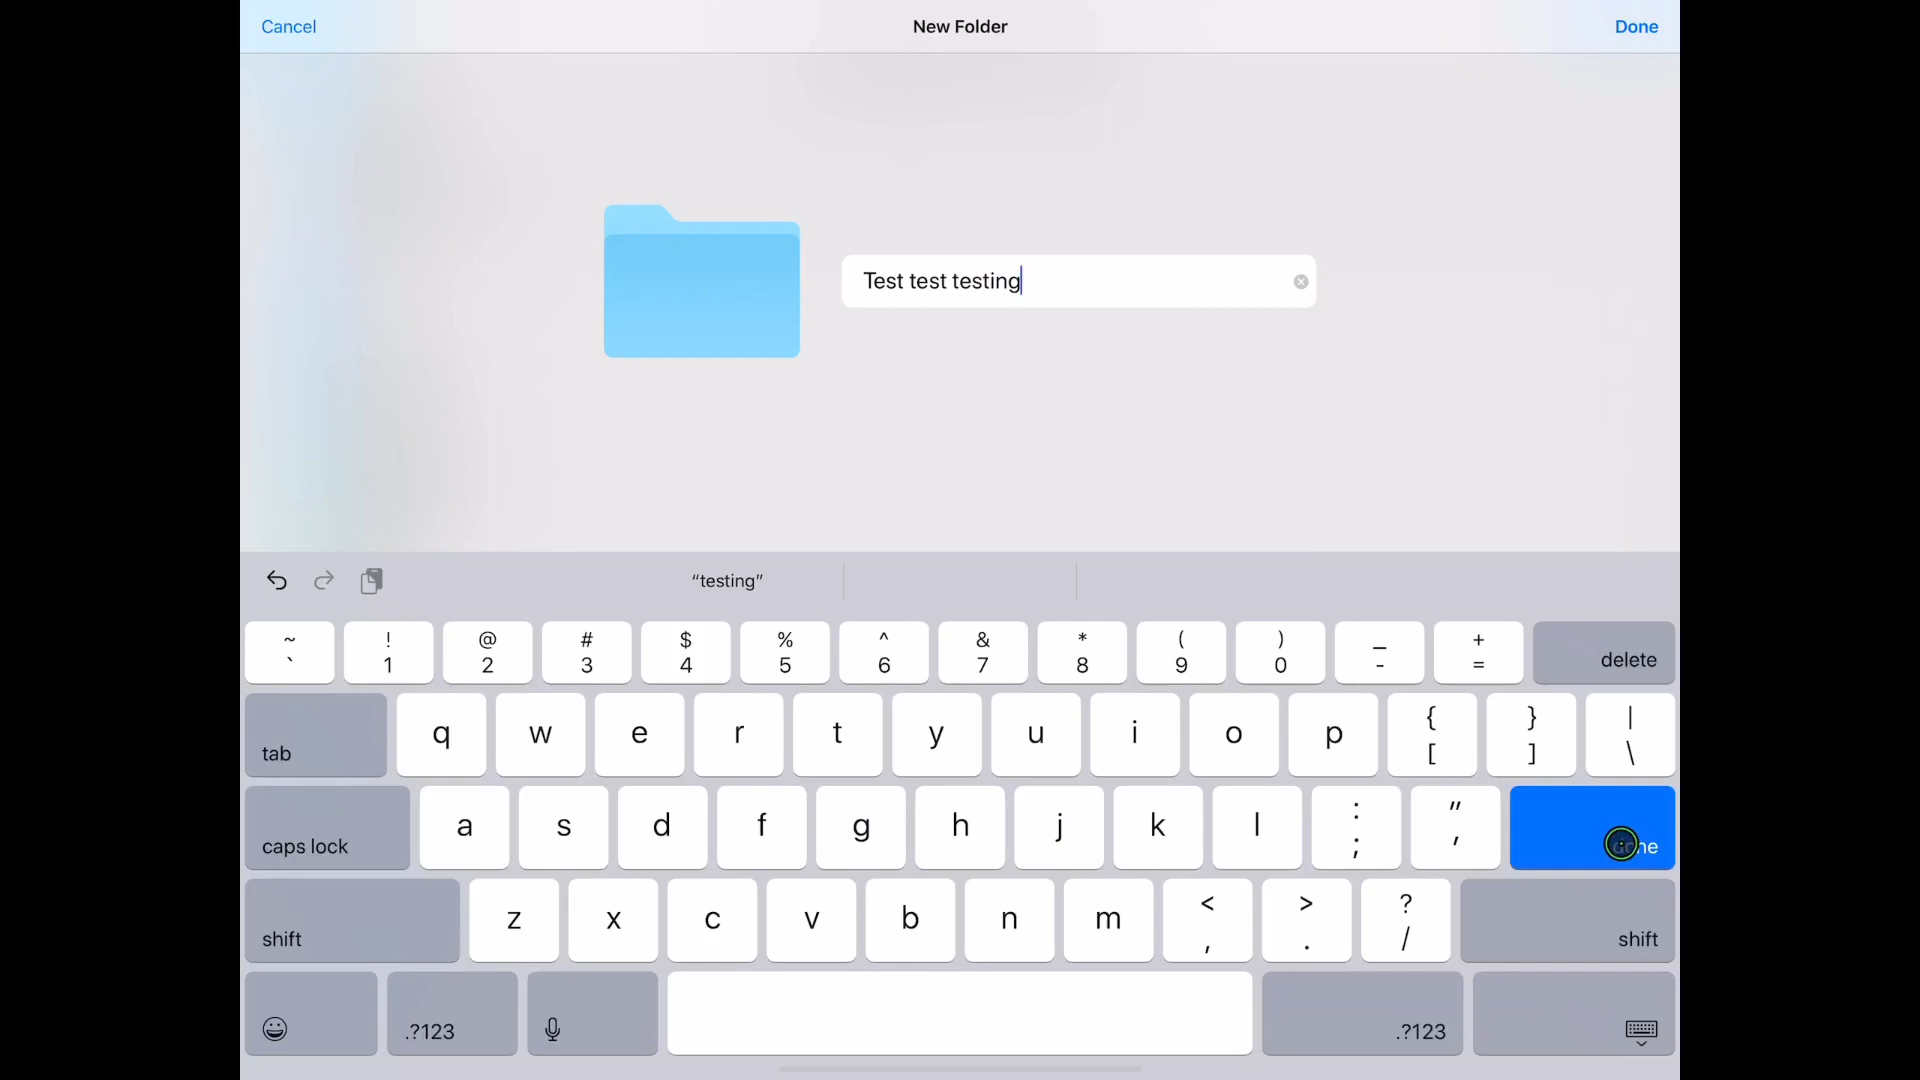 Cancel New Folder Done
Test test testing
“testing”
~ ! @ # $ % ^ & * ( ) _ +
` 1 2 3 4 5 6 7 8 9 0 - = delete
tab q w e r t y u i o p { [ } ] | \
caps lock a s d f g h j k l : ; " ' done
shift z x c v b n m < , > . ? / shift
.?123 .?123